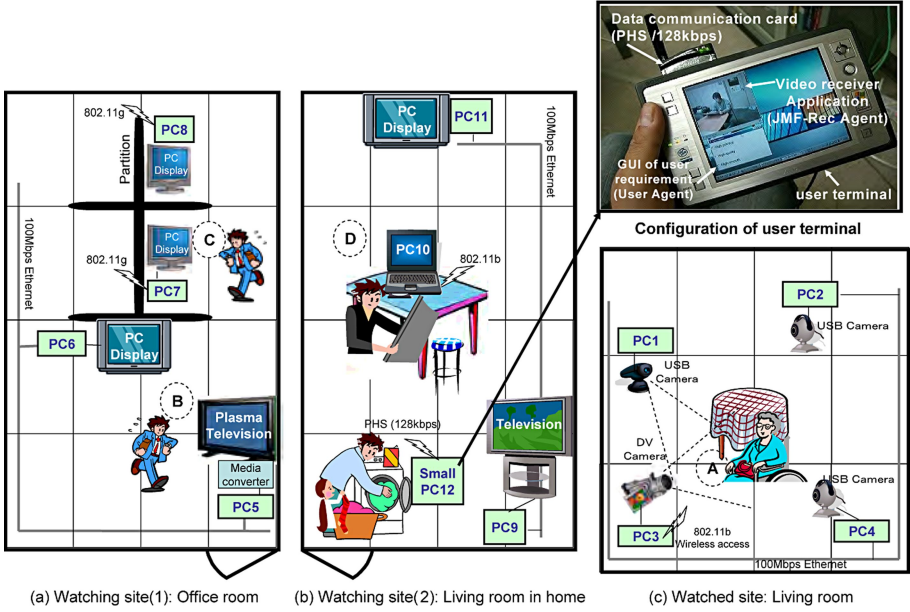 802.11g
PC8
PC
Display
Partition
100Mbps Ethernet
PC
Display
C
802.11g
PC7
PC6
PC
Display
B
Plasma
Television
Media
converter
PC5
(a) Watching site(1): Office room
PC
Display
PC11
100Mbps Ethernet
D
PC10
802.11b
PHS (128kbps)
Television
Small
PC12
PC9
(b) Watching site(2): Living room in home
Data communication card
(PHS /128kbps)
Video receiver
Application
(JMF-Rec Agent)
GUI of user
requirement
(User Agent)
user terminal
Configuration of user terminal
PC2
USB Camera
PC1
USB
Camera
DV
Camera
A
USB Camera
PC3
802.11b
Wireless access
PC4
100Mbps Ethernet
(c) Watched site: Living room